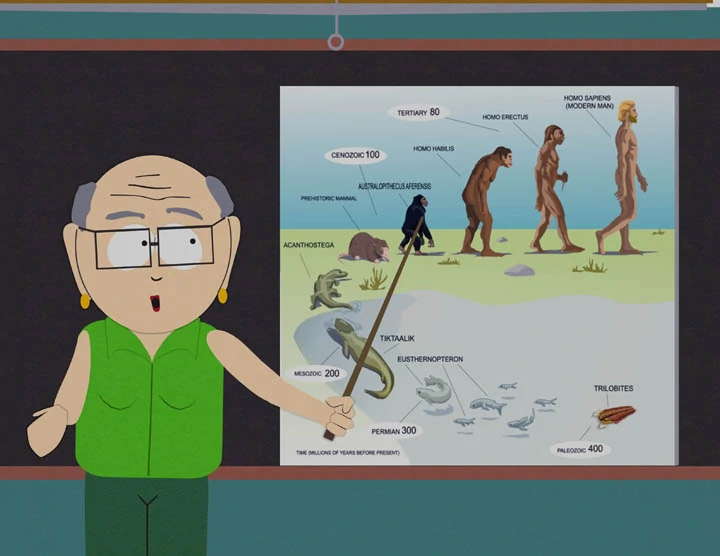 HOMO SAPIENS
(MODERN MAN)
TERTIARY 80
HOMO ERECTUS
HOMO HABILIS
CENOZOIC 100
AUSTRALOPITHECUS AFERENSIS
PREHISTORIC MAMMAL
ACANTHOSTEGA
TIKTAALIK
EUSTHERNOPTERON
MESOZOIC 200
TRILOBITES
PERMIAN 300
PALEOZOIC 400
TIME (MILLIONS OF YEARS BEFORE PRESENT)